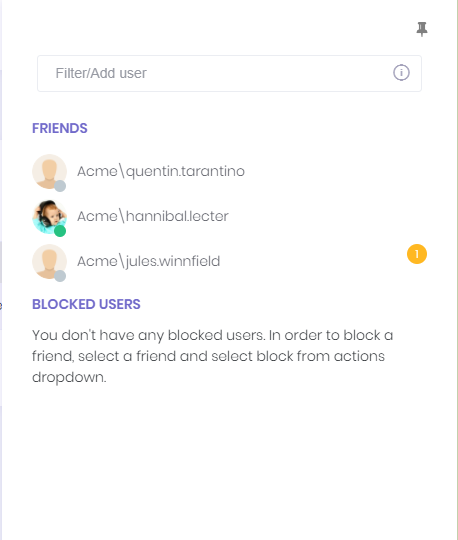 Filter/Add user
FRIENDS
Acme\quentin.tarantino
Acme\hannibal.lecter
Acme\jules.winnfield
1
BLOCKED USERS
You don't have any blocked users. In order to block a
friend, select a friend and select block from actions
dropdown.